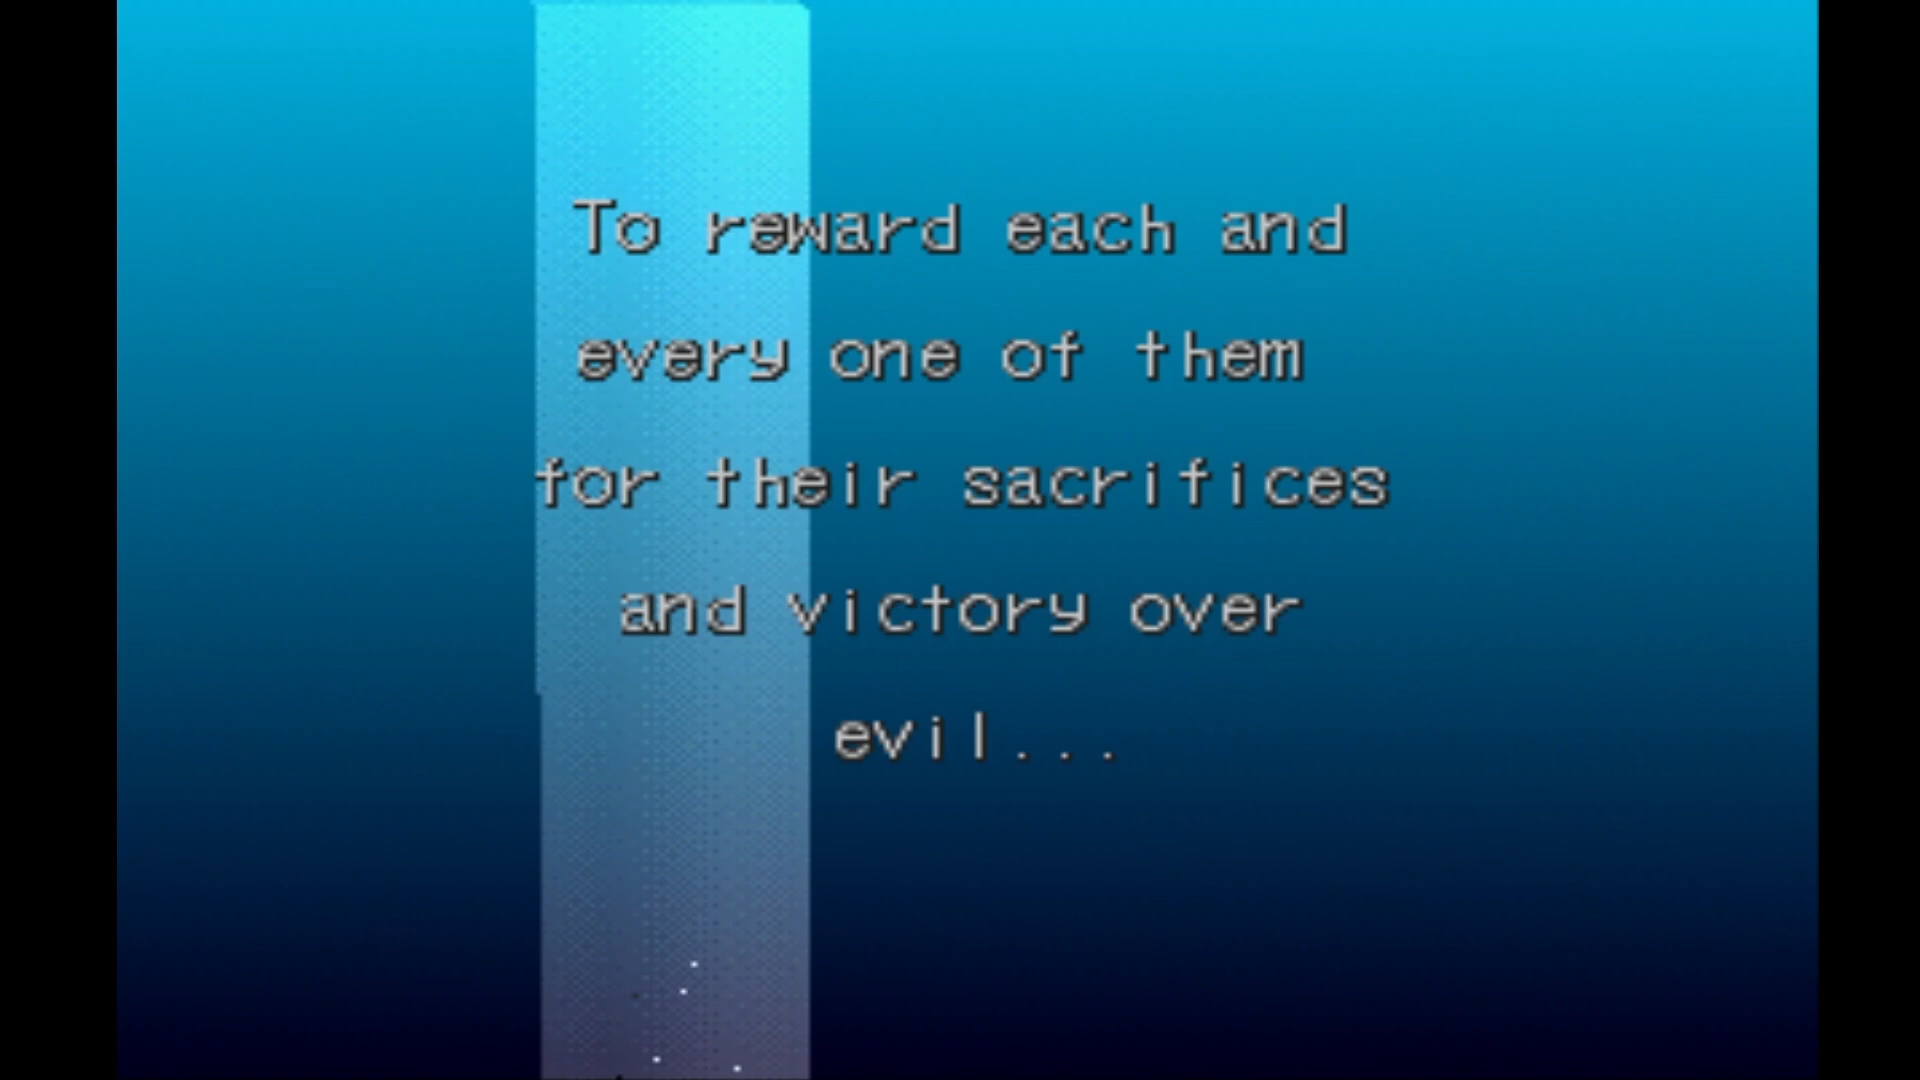 To reward each and
every one of them
for their sacrifices
and victory over
evil...